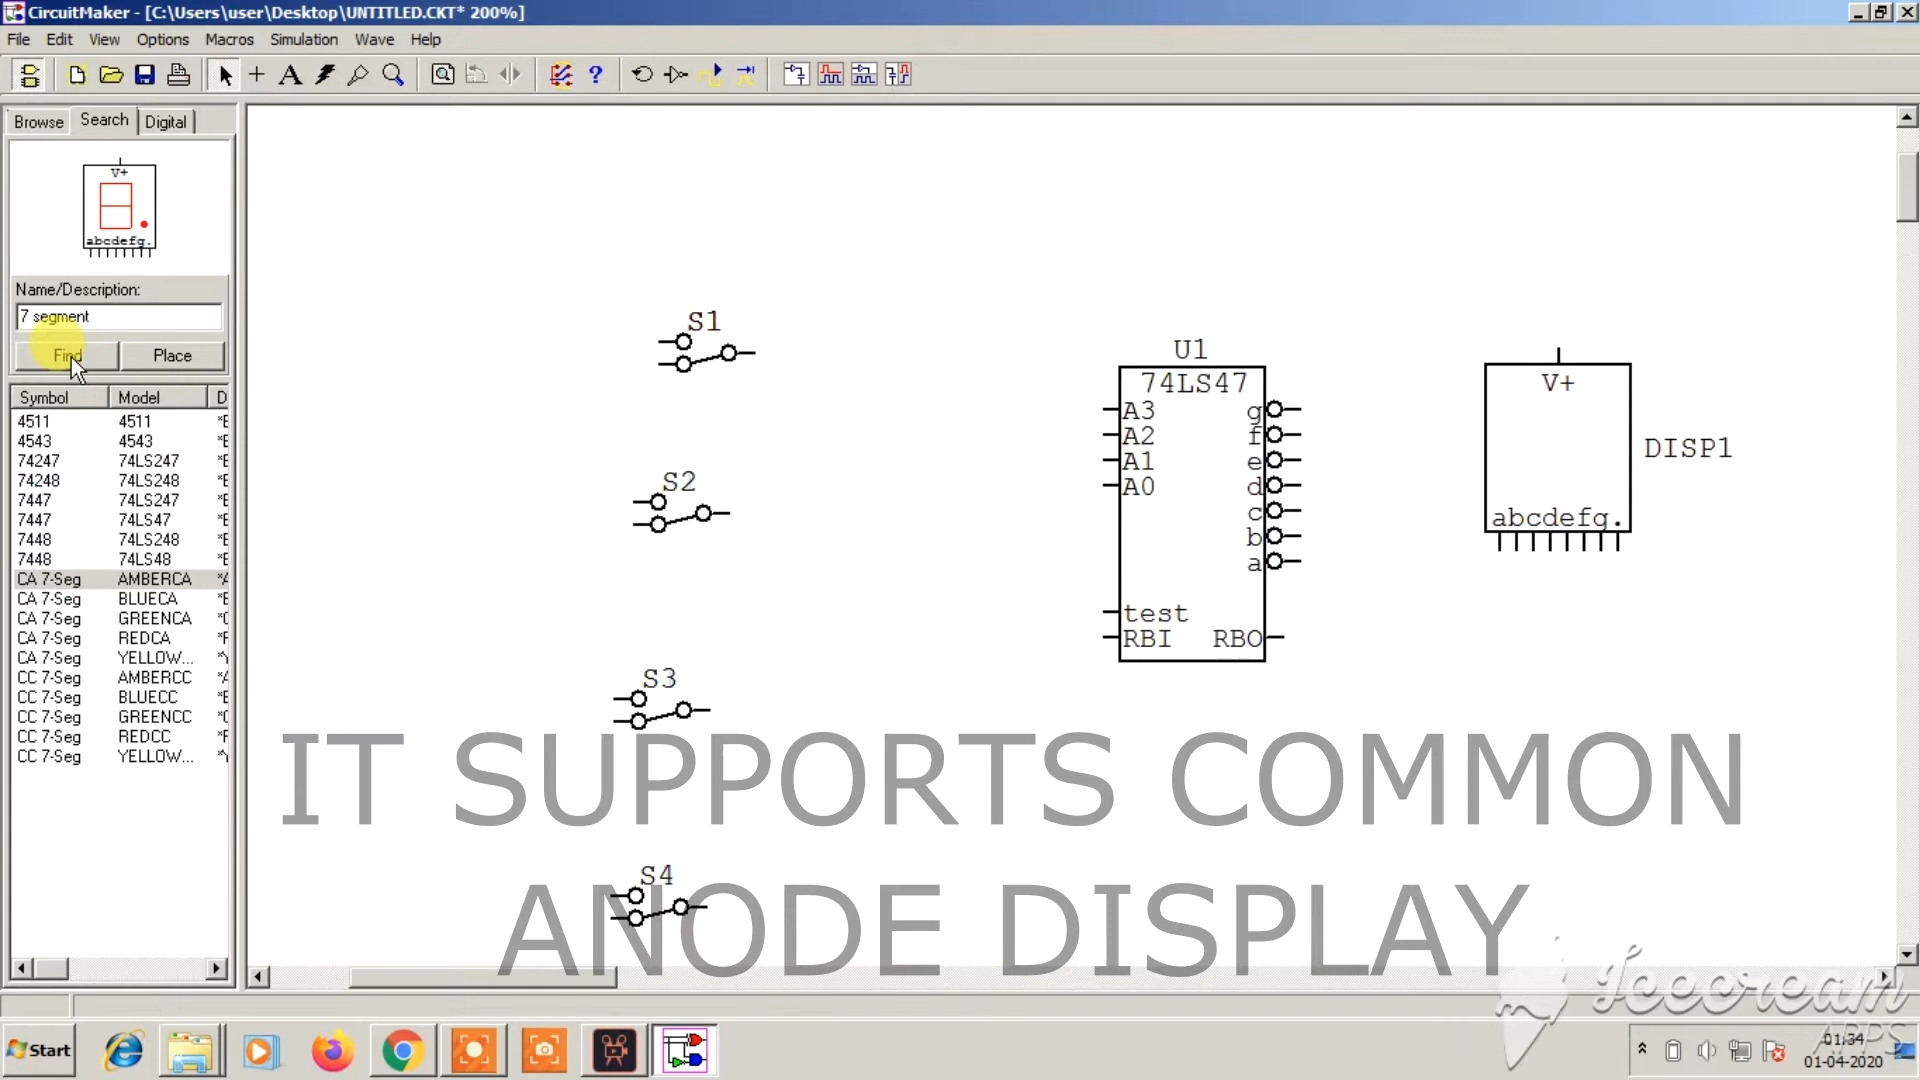 CircuitMaker - [C:\Users\user\Desktop\UNTITLED.CKT* 200%]
File Edit View Options Macros Simulation Wave Help
Browse Search Digital
V+
abcdefg.
Name/Description:
7 segment
Find Place
Symbol Model D
4511 4511 *E
4543 4543 *E
74247 74LS247 *E
74248 74LS248 *E
7447 74LS247 *E
7447 74LS47 *E
7448 74LS248 *E
7448 74LS48 *E
CA 7-Seg AMBERCA *A
CA 7-Seg BLUECA *E
CA 7-Seg GREENCA *G
CA 7-Seg REDCA *F
CA 7-Seg YELLOW... *Y
CC 7-Seg AMBERCC *A
CC 7-Seg BLUECC *E
CC 7-Seg GREENCC *G
CC 7-Seg REDCC *F
CC 7-Seg YELLOW... *Y
S1
S2
S3
S4
U1
74LS47
A3 g
A2 f
A1 e
A0 d
c
b
a
test
RBI RBO
V+
abcdefg.
DISP1
IT SUPPORTS COMMON
ANODE DISPLAY
Icecream
APPS
Start
01:34
01-04-2020